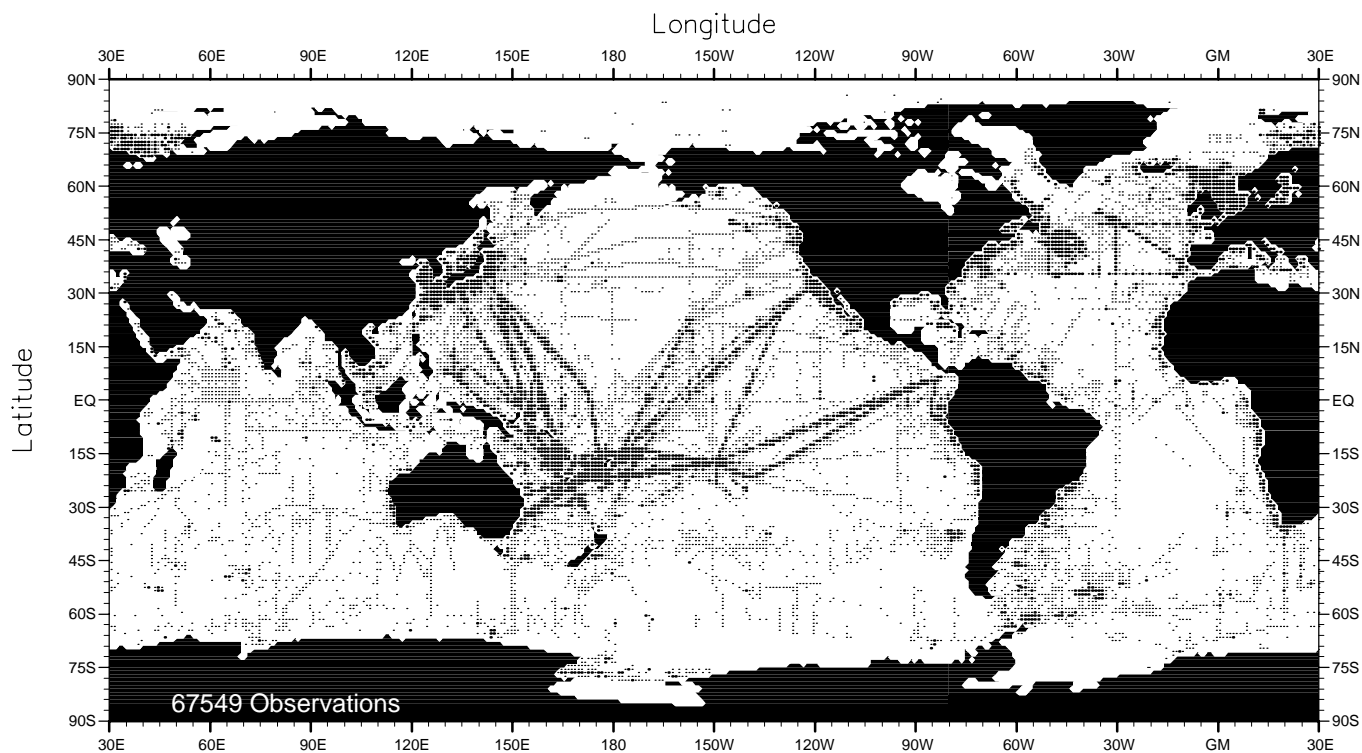 Longitude
30E 60E 90E 120E 150E 180 150W 120W 90W 60W 30W GM 30E
90N 90N
75N 75N
60N 60N
45N 45N
30N 30N
15N 15N
Latitude
EQ EQ
15S 15S
30S 30S
45S 45S
60S 60S
75S 75S
67549 Observations
90S 90S
30E 60E 90E 120E 150E 180 150W 120W 90W 60W 30W GM 30E